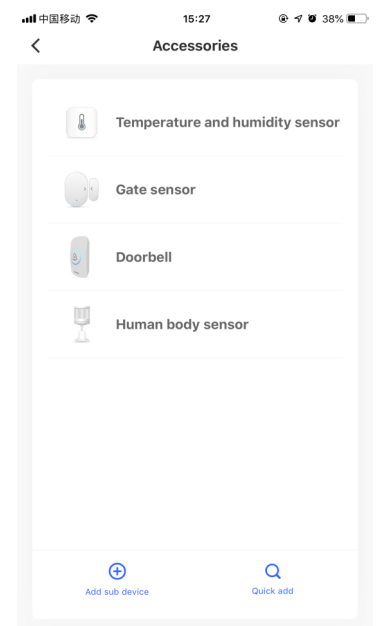 中国移动 15:27 38%
Accessories
Temperature and humidity sensor
Gate sensor
Doorbell
Human body sensor
Add sub device Quick add